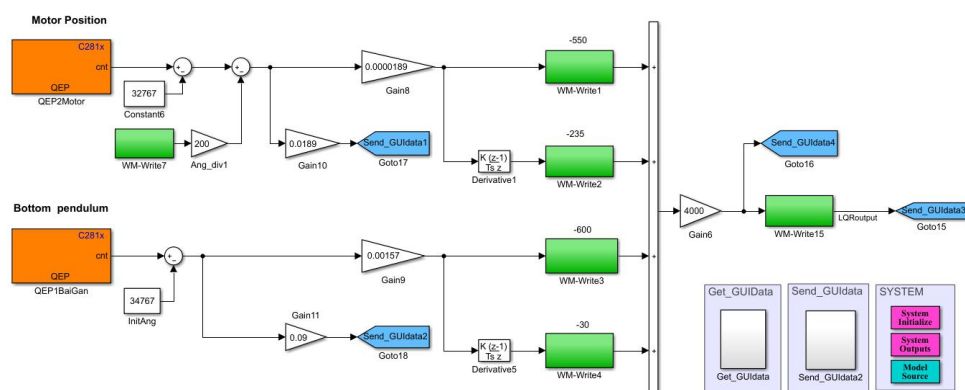 Motor Position
C281x
cnt
QEP
QEP2Motor
32767
Constant6
WM-Write7
200
Ang_div1
0.0000189
Gain8
0.0189
Gain10
Send_GUIdata1
Goto17
-550
WM-Write1
-235
K (z-1)
Ts z
Derivative1
WM-Write2
Bottom pendulum
C281x
cnt
QEP
QEP1BaiGan
34767
InitAng
0.00157
Gain9
Gain11
0.09
Send_GUIdata2
Goto18
-600
WM-Write3
-30
K (z-1)
Ts z
Derivative5
WM-Write4
4000
Gain6
Send_GUIdata4
Goto16
WM-Write15
LQRoutput
Send_GUIdata3
Goto15
Get_GUIData
Get_GUIData
Send_GUIdata
Send_GUIdata2
SYSTEM
System
Initialize
System
Outputs
Model
Source